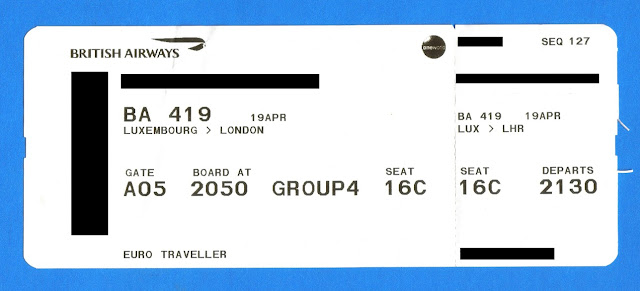 BRITISH AIRWAYS
oneworld
BA 419 19APR
LUXEMBOURG > LONDON
GATE BOARD AT SEAT
A05 2050 GROUP4 16C
EURO TRAVELLER
SEQ 127
BA 419 19APR
LUX > LHR
SEAT DEPARTS
16C 2130